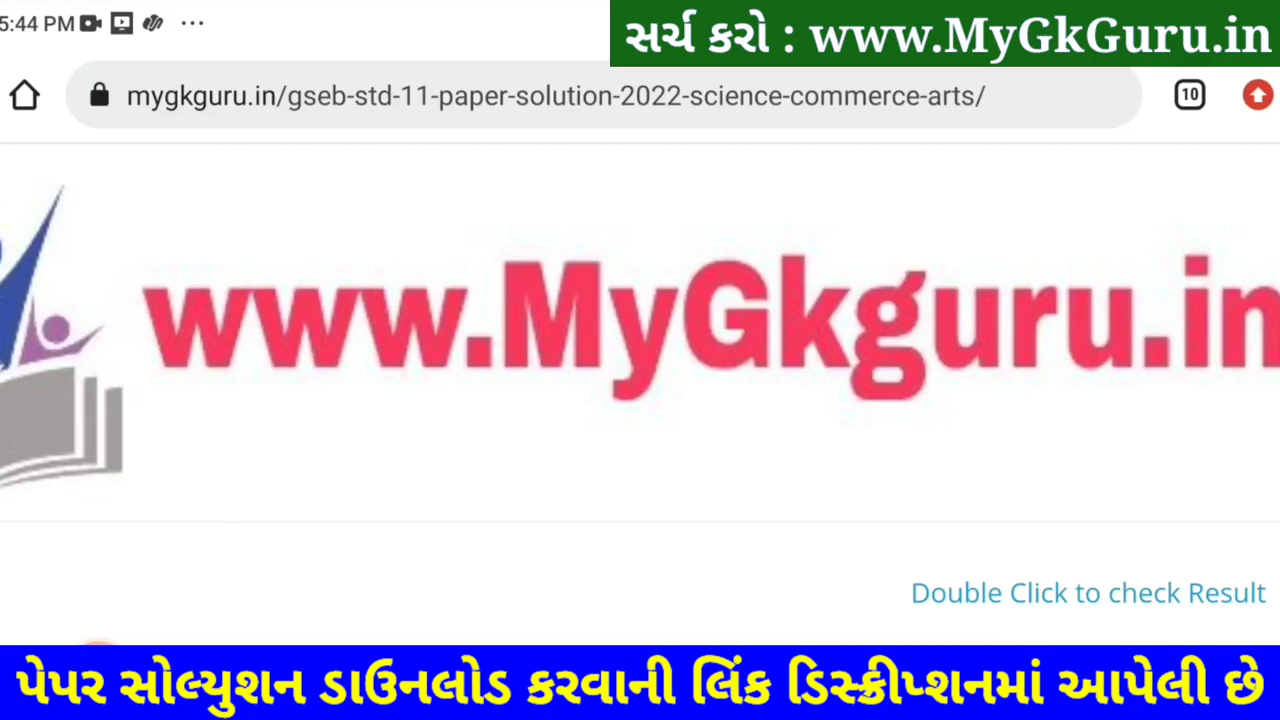 5:44 PM
સર્ચ કરો : www.MyGkGuru.in
mygkguru.in/gseb-std-11-paper-solution-2022-science-commerce-arts/
10
www.MyGkguru.in
Double Click to check Result
પેપર સોલ્યુશન ડાઉનલોડ કરવાની લિંક ડિસ્ક્રીપ્શનમાં આપેલી છે